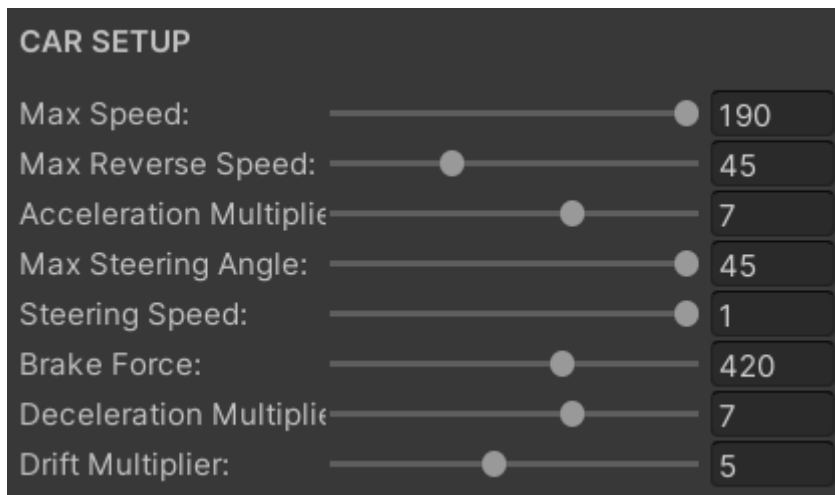 CAR SETUP
Max Speed: 190
Max Reverse Speed: 45
Acceleration Multiplie 7
Max Steering Angle: 45
Steering Speed: 1
Brake Force: 420
Deceleration Multiplie 7
Drift Multiplier: 5